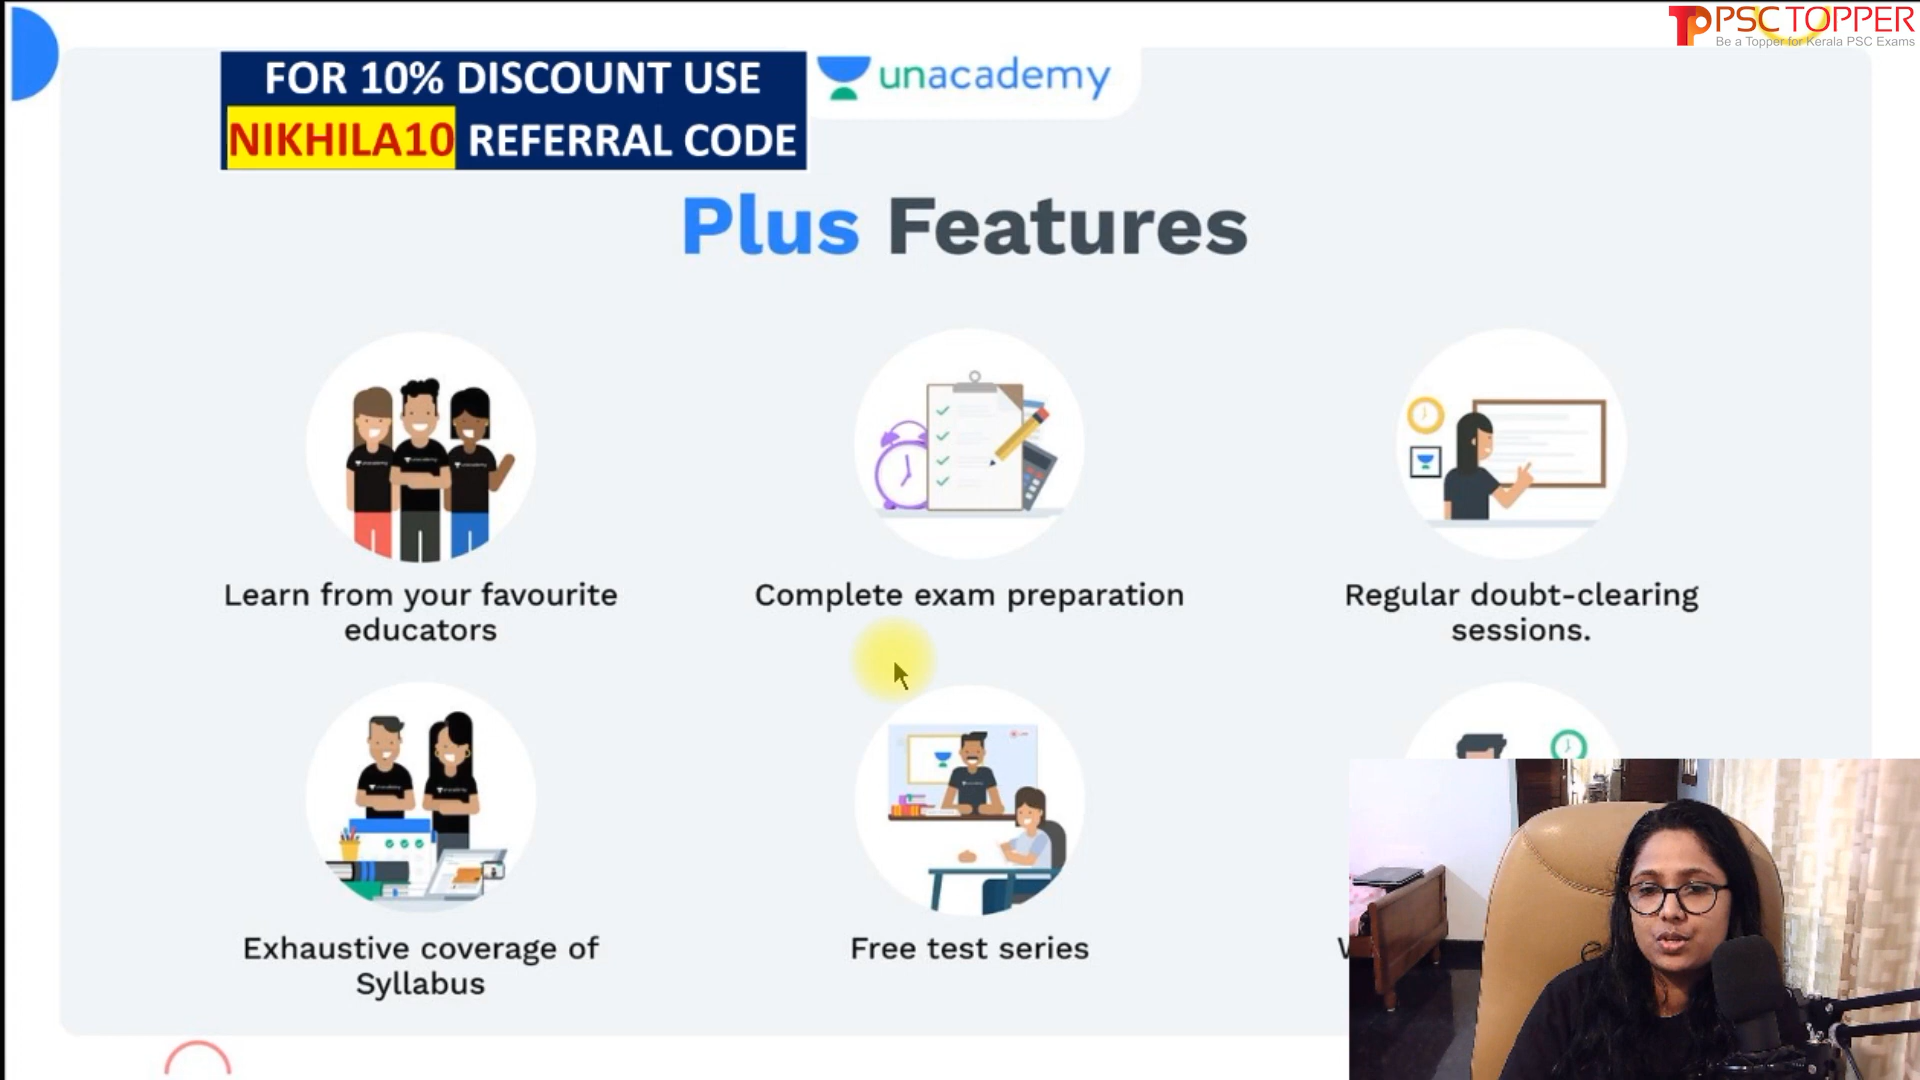 PSC TOPPER
Be a Topper for Kerala PSC Exams
FOR 10% DISCOUNT USE
NIKHILA10 REFERRAL CODE
unacademy
Plus Features
Learn from your favourite
educators
Complete exam preparation
Regular doubt-clearing
sessions.
Exhaustive coverage of
Syllabus
Free test series